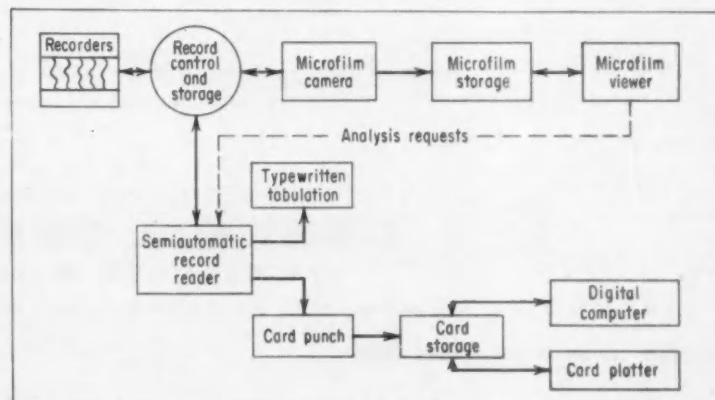 Recorders
Record
control
and
storage
Microfilm
camera
Microfilm
storage
Microfilm
viewer
Analysis requests
Typewritten
tabulation
Semiautomatic
record
reader
Card punch
Card
storage
Digital
computer
Card plotter